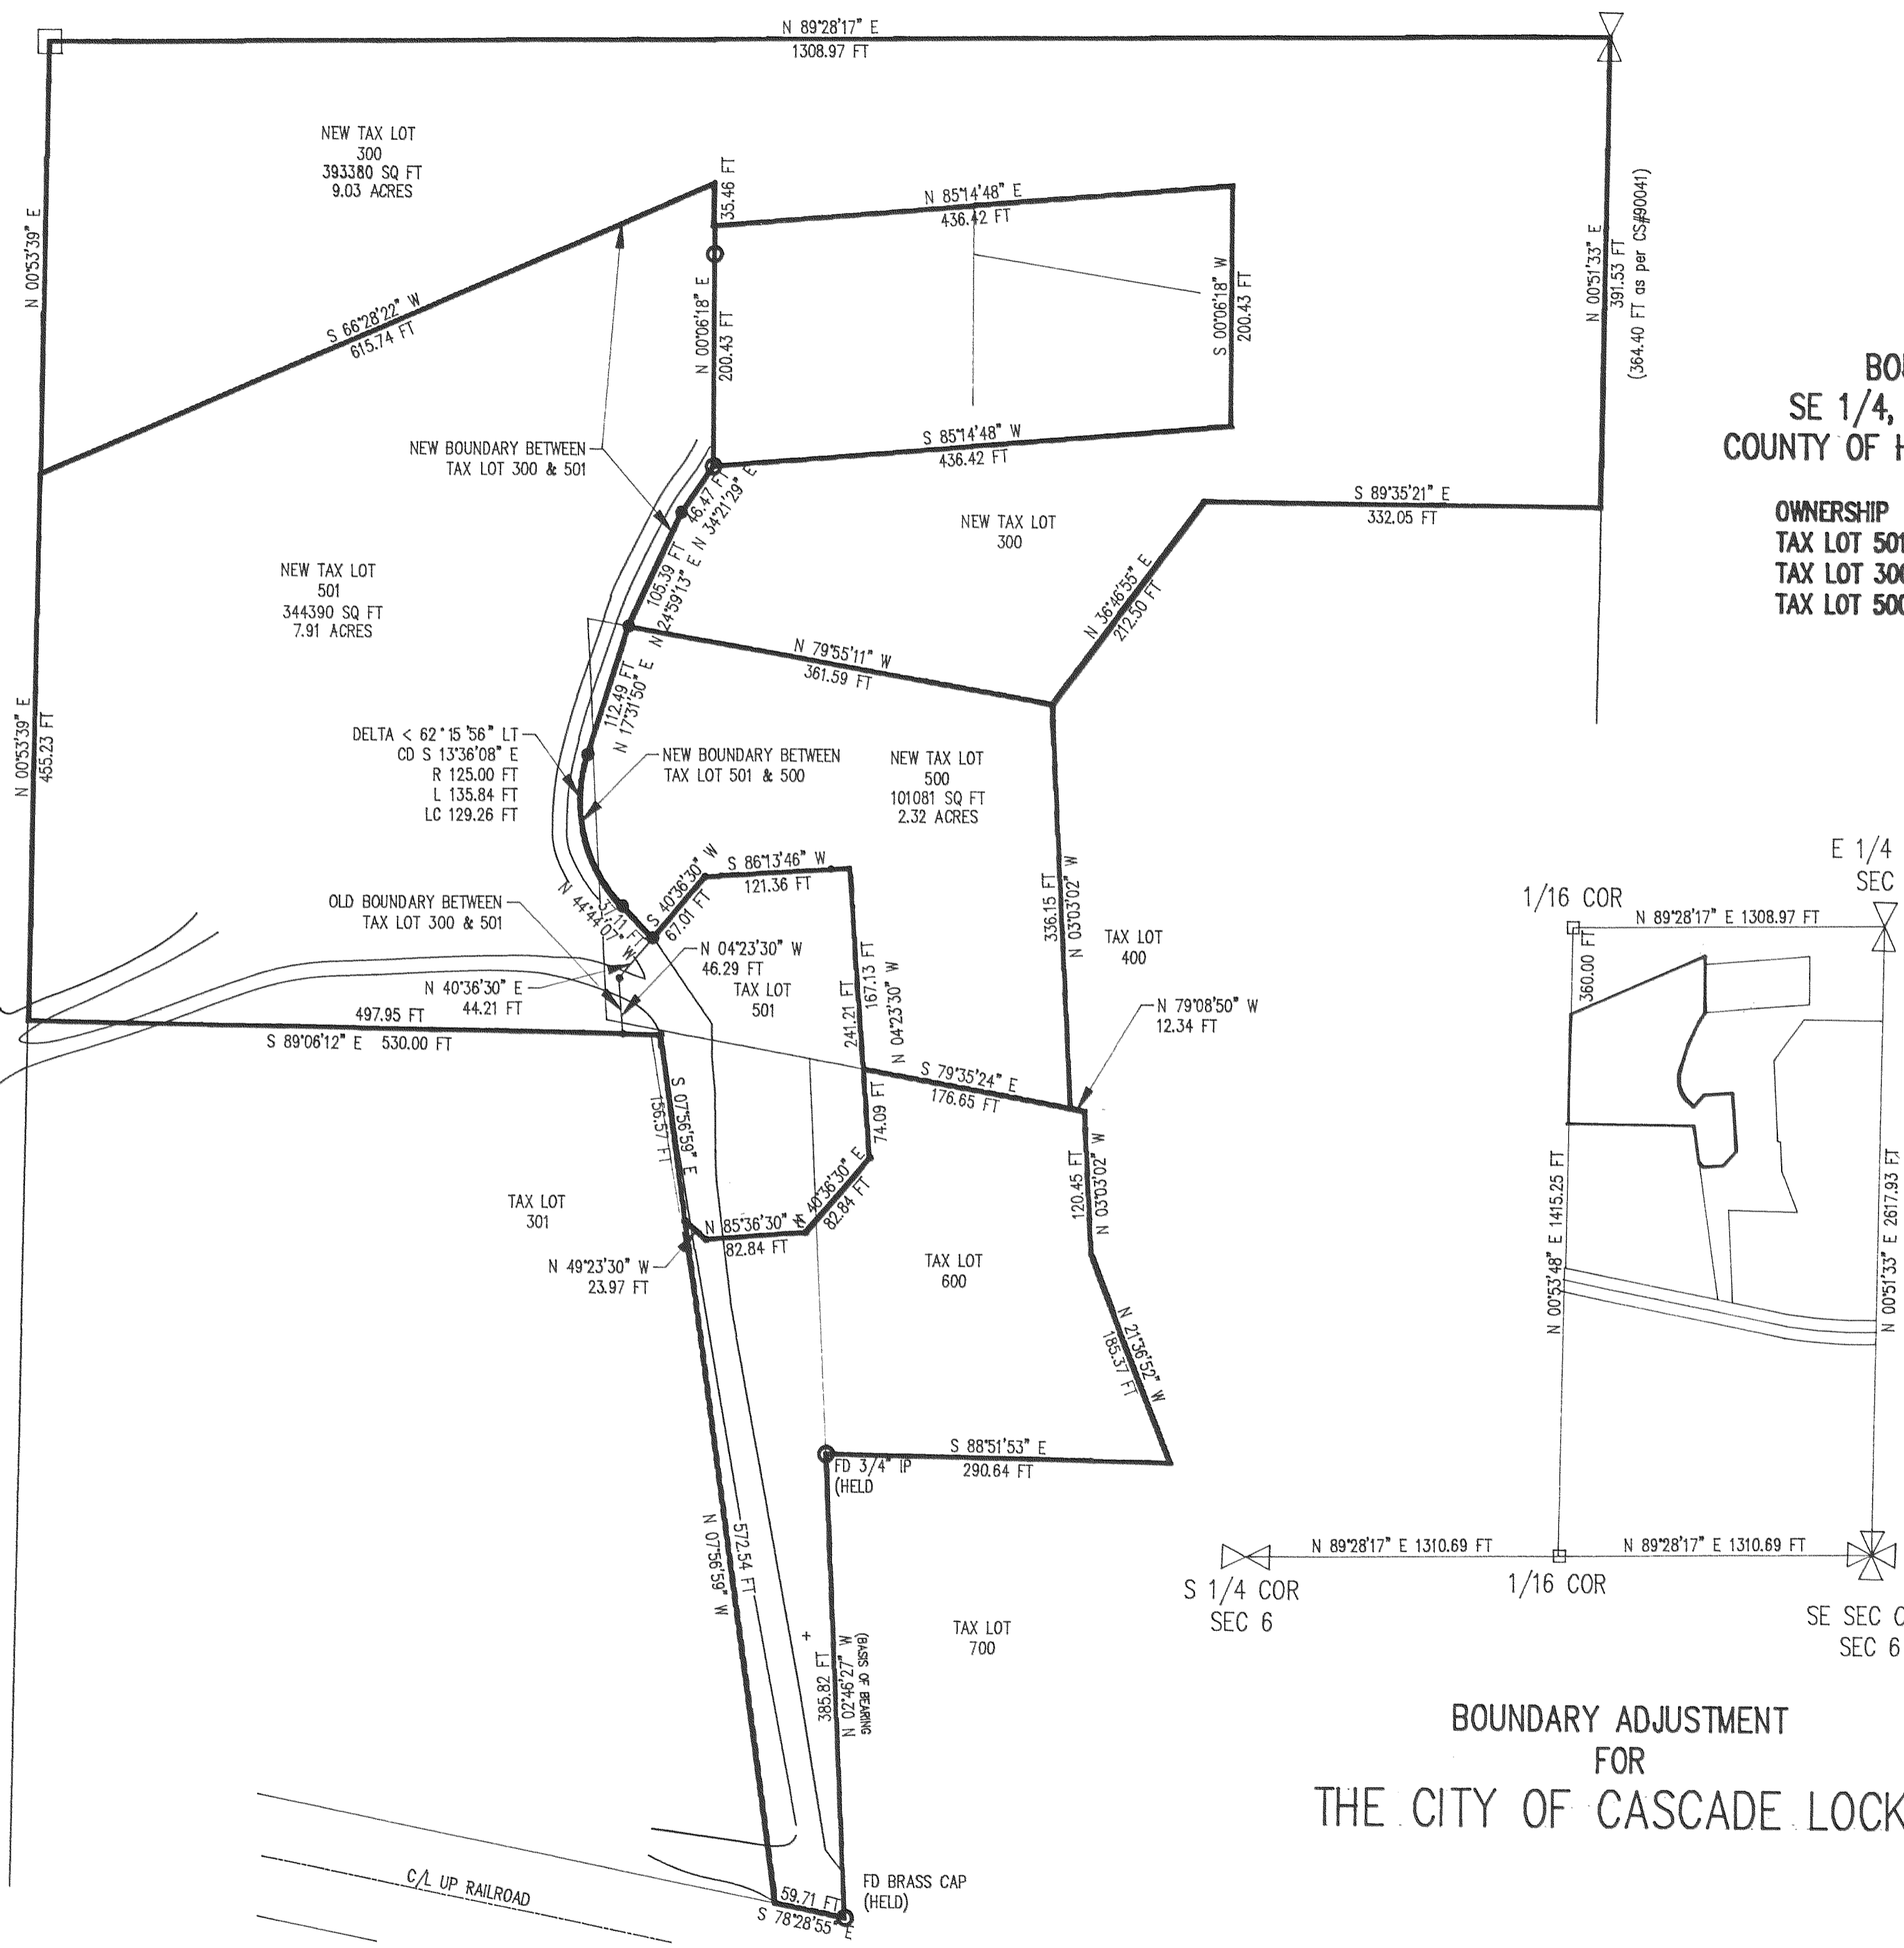 N 89°28'17" E
1308.97 FT
NEW TAX LOT
300
393380 SQ FT
9.03 ACRES
N 00°53'39" E
S 66°28'22" W
615.74 FT
35.46 FT
N 85°14'48" E
436.42 FT
N 00°06'18" E
200.43 FT
S 00°06'18" W
200.43 FT
N 00°51'33" E
391.53 FT
(364.40 FT as per CS#90041)
S 85°14'48" W
436.42 FT
NEW BOUNDARY BETWEEN
TAX LOT 300 & 501
46.47 FT
N 34°21'29" E
105.39 FT
N 24°59'13" E
NEW TAX LOT
300
S 89°35'21" E
332.05 FT
N 36°46'55" E
212.50 FT
SE 1/4,
COUNTY OF H
OWNERSHIP
TAX LOT 501
TAX LOT 300
TAX LOT 500
NEW TAX LOT
501
344390 SQ FT
7.91 ACRES
N 79°55'11" W
361.59 FT
112.49 FT
N 17°31'50" E
N 00°53'39" E
455.23 FT
DELTA < 62°15'56" LT
CD S 13°36'08" E
R 125.00 FT
L 135.84 FT
LC 129.26 FT
NEW BOUNDARY BETWEEN
TAX LOT 501 & 500
NEW TAX LOT
500
101081 SQ FT
2.32 ACRES
S 86°13'46" W
121.36 FT
S 40°36'30" W
67.01 FT
37.11 FT
N 44°44'07" W
OLD BOUNDARY BETWEEN
TAX LOT 300 & 501
N 04°23'30" W
46.29 FT
TAX LOT
501
N 40°36'30" E
44.21 FT
241.21 FT
167.13 FT
N 04°23'30" W
336.15 FT
N 03°03'02" W
TAX LOT
400
N 79°08'50" W
12.34 FT
497.95 FT
S 89°06'12" E 530.00 FT
S 79°35'24" E
176.65 FT
74.09 FT
S 07°56'59" E
156.57 FT
N 40°36'30" E
82.84 FT
N 85°36'30" E
82.84 FT
120.45 FT
N 03°03'02" W
TAX LOT
301
N 49°23'30" W
23.97 FT
TAX LOT
600
N 21°36'52" W
185.37 FT
S 88°51'53" E
290.64 FT
FD 3/4" IP
(HELD
572.54 FT
N 07°56'59" W
385.82 FT
N 02°46'27" W
(BASIS OF BEARING
TAX LOT
700
FD BRASS CAP
(HELD)
59.71 FT
S 78°28'55" E
C/L UP RAILROAD
E 1/4
SEC
1/16 COR
N 89°28'17" E 1308.97 FT
360.00 FT
N 00°53'48" E 1415.25 FT
N 00°51'33" E 2617.93 FT
N 89°28'17" E 1310.69 FT
N 89°28'17" E 1310.69 FT
S 1/4 COR
SEC 6
1/16 COR
SE SEC C
SEC 6
BOUNDARY ADJUSTMENT
FOR
THE CITY OF CASCADE LOCK